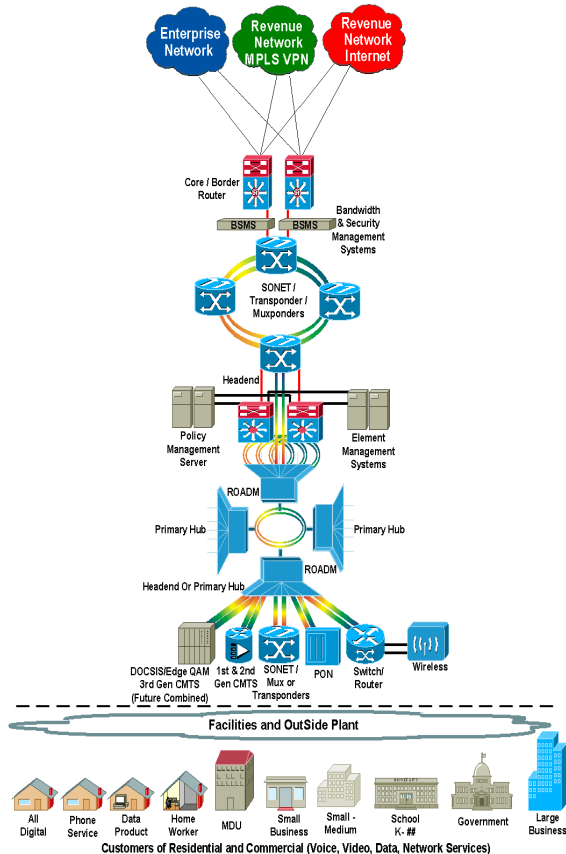 Enterprise
Network
Revenue
Network
MPLS VPN
Revenue
Network
Internet
Core / Border
Router
BSMS
BSMS
Bandwidth
& Security
Management
Systems
SONET /
Transponder /
Muxponders
Headend
Policy
Management
Server
Element
Management
Systems
ROADM
Primary Hub
Primary Hub
ROADM
Headend Or Primary Hub
DOCSIS/Edge QAM
3rd Gen CMTS
(Future Combined)
1st & 2nd
Gen CMTS
SONET /
Mux or
Transponders
PON
Switch/
Router
Wireless
Facilities and OutSide Plant
All
Digital
Phone
Service
Data
Product
Home
Worker
MDU
Small
Business
Small -
Medium
School
K- ##
Government
Large
Business
Customers of Residential and Commercial (Voice, Video, Data, Network Services)